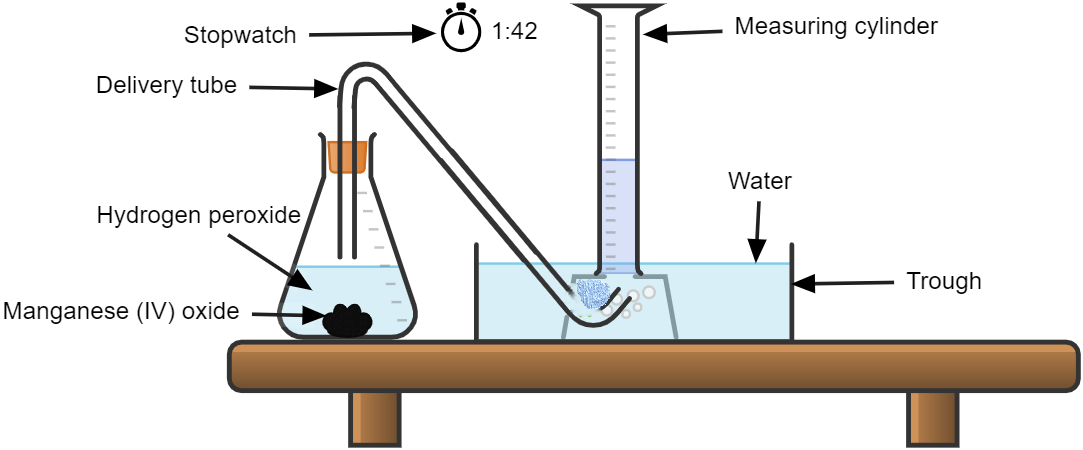 Stopwatch
1:42
Measuring cylinder
Delivery tube
Water
Hydrogen peroxide
Trough
Manganese (IV) oxide